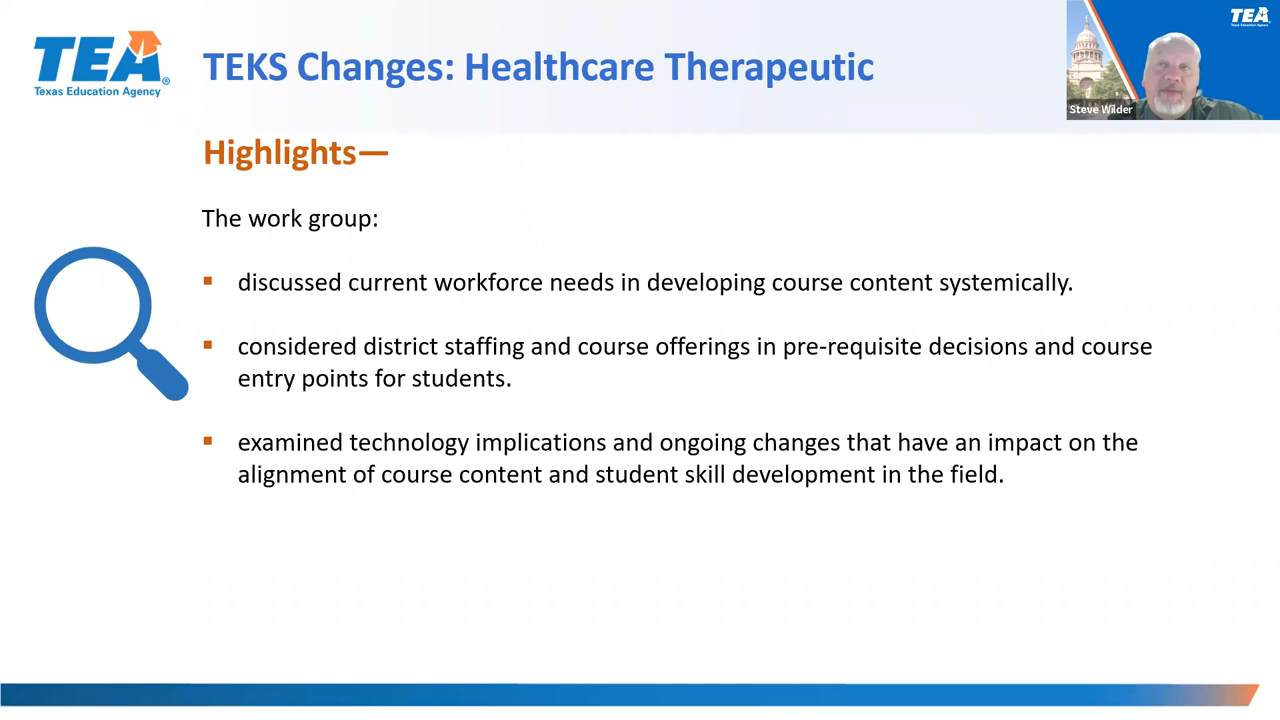 TEA
Texas Education Agency
TEKS Changes: Healthcare Therapeutic
TEA
Texas Education Agency
Steve Wilder
Highlights—
The work group:
▪ discussed current workforce needs in developing course content systemically.
▪ considered district staffing and course offerings in pre-requisite decisions and course
entry points for students.
▪ examined technology implications and ongoing changes that have an impact on the
alignment of course content and student skill development in the field.